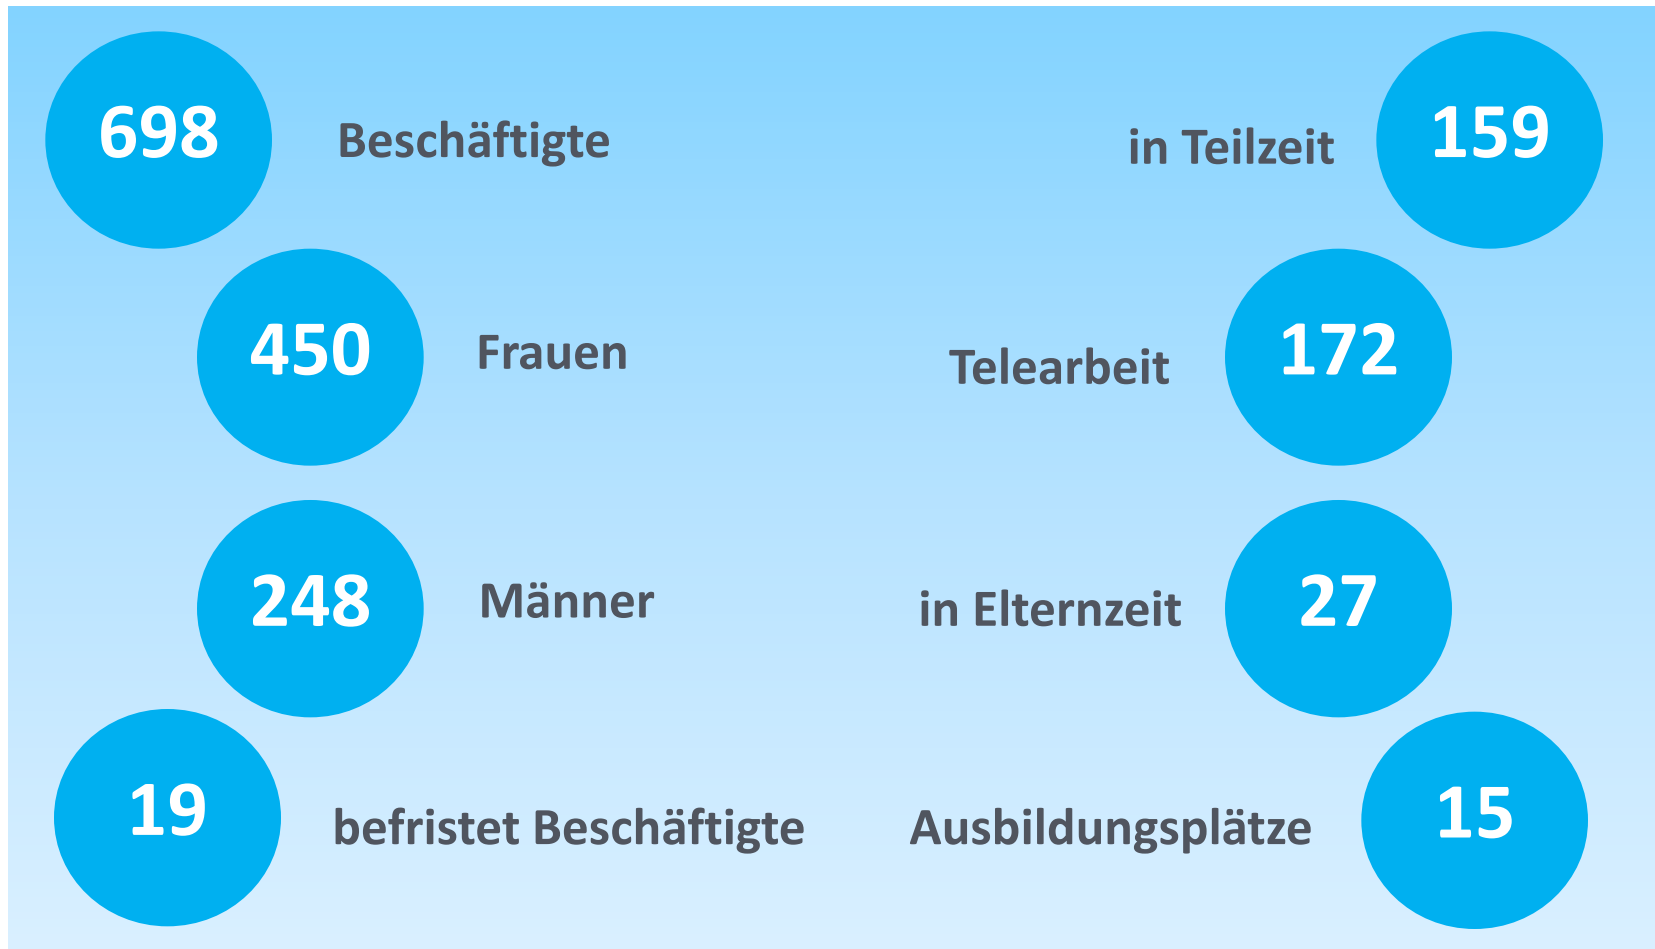 698 Beschäftigte
in Teilzeit 159
450 Frauen
Telearbeit 172
248 Männer
in Elternzeit 27
19 befristet Beschäftigte
Ausbildungsplätze 15